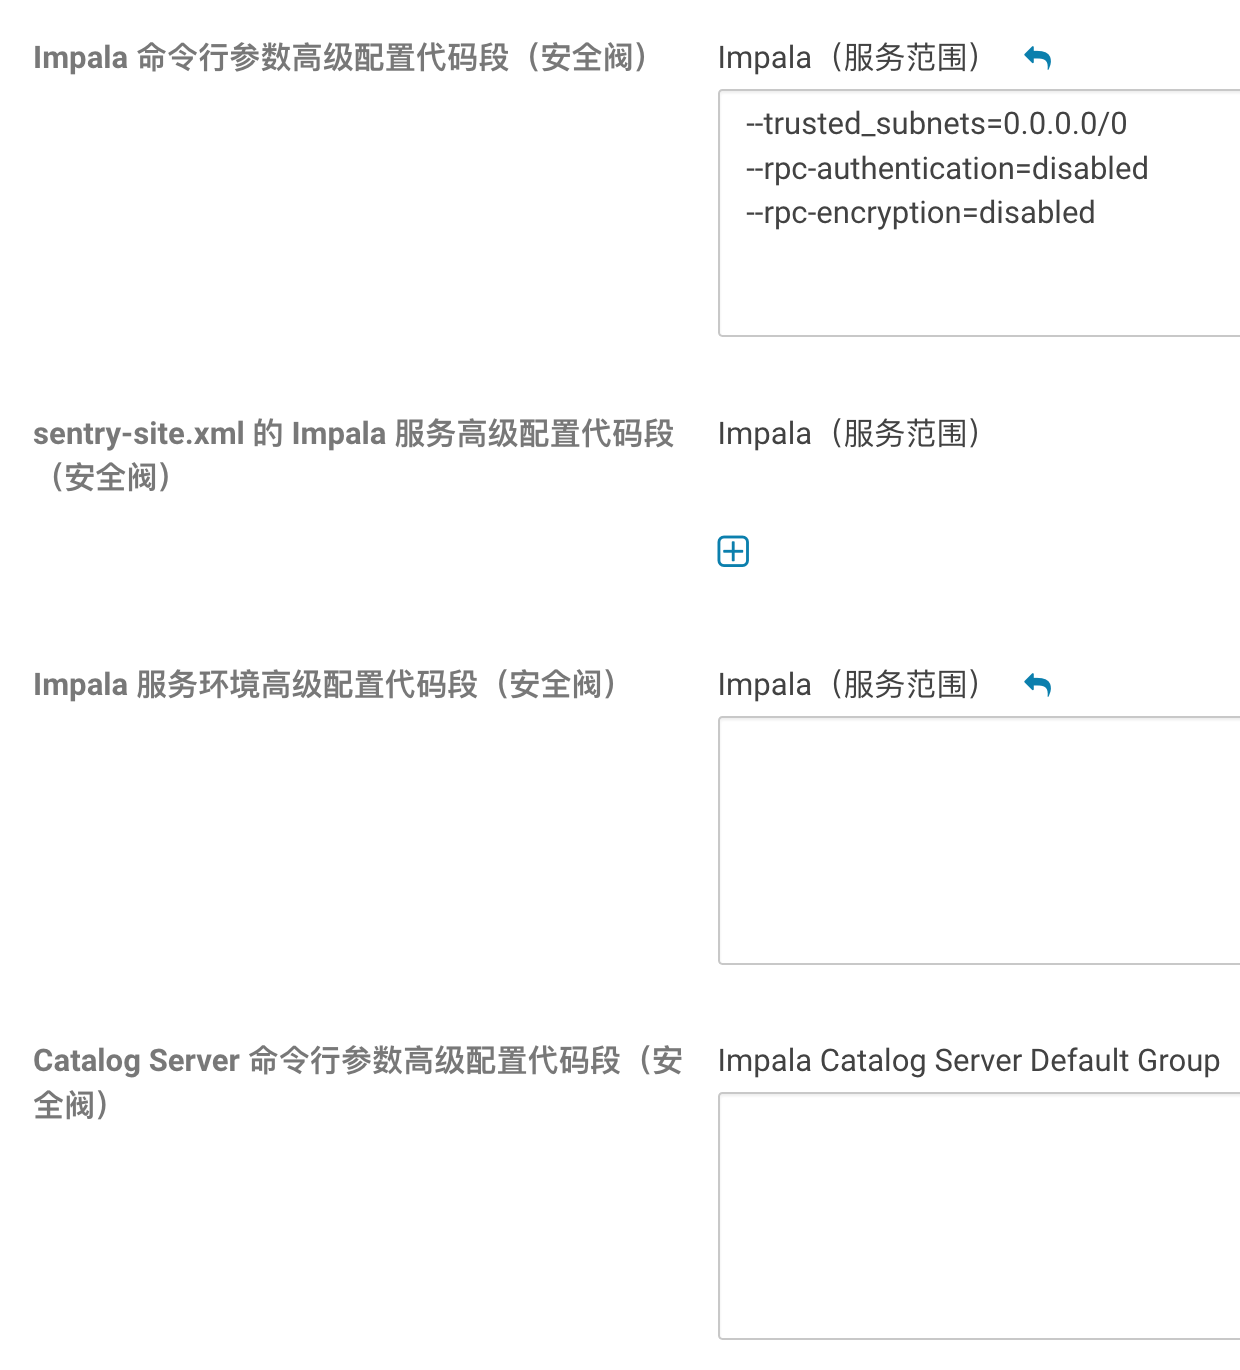 Impala 命令行参数高级配置代码段（安全阀）
Impala（服务范围）
--trusted_subnets=0.0.0.0/0
--rpc-authentication=disabled
--rpc-encryption=disabled
sentry-site.xml 的 Impala 服务高级配置代码段
（安全阀）
Impala（服务范围）
Impala 服务环境高级配置代码段（安全阀）
Impala（服务范围）
Catalog Server 命令行参数高级配置代码段（安
全阀）
Impala Catalog Server Default Group